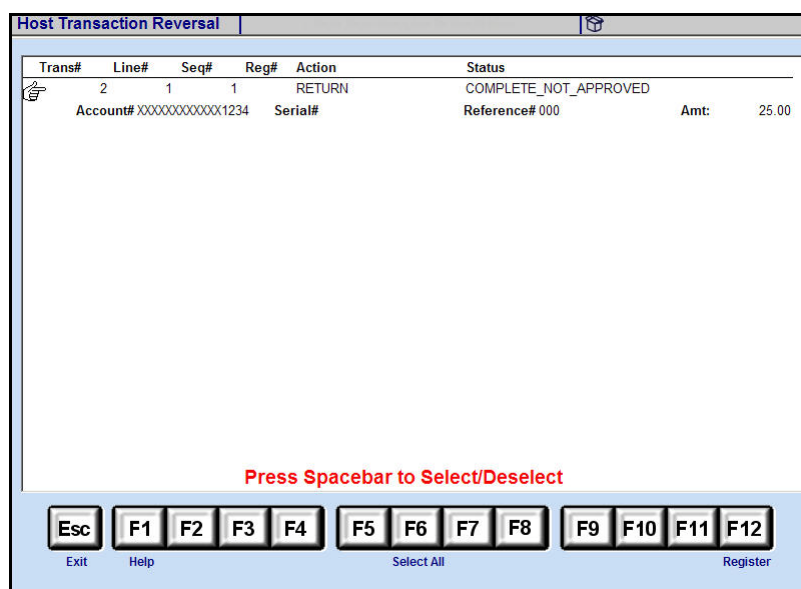 Host Transaction Reversal
Trans# Line# Seq# Reg# Action Status
2 1 1 RETURN COMPLETE_NOT_APPROVED
Account# XXXXXXXXXXXX1234 Serial# Reference# 000 Amt: 25.00
Press Spacebar to Select/Deselect
Esc F1 F2 F3 F4 F5 F6 F7 F8 F9 F10 F11 F12
Exit Help Select All Register